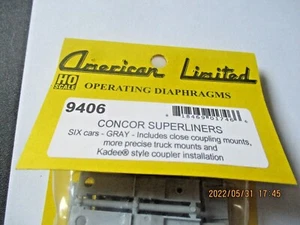 American Limited
HO
SCALE
OPERATING DIAPHRAGMS
9406
CONCOR SUPERLINERS
SIX cars - GRAY - Includes close coupling mounts,
more precise truck mounts and
Kadee® style coupler installation
2022/05/31 17:45